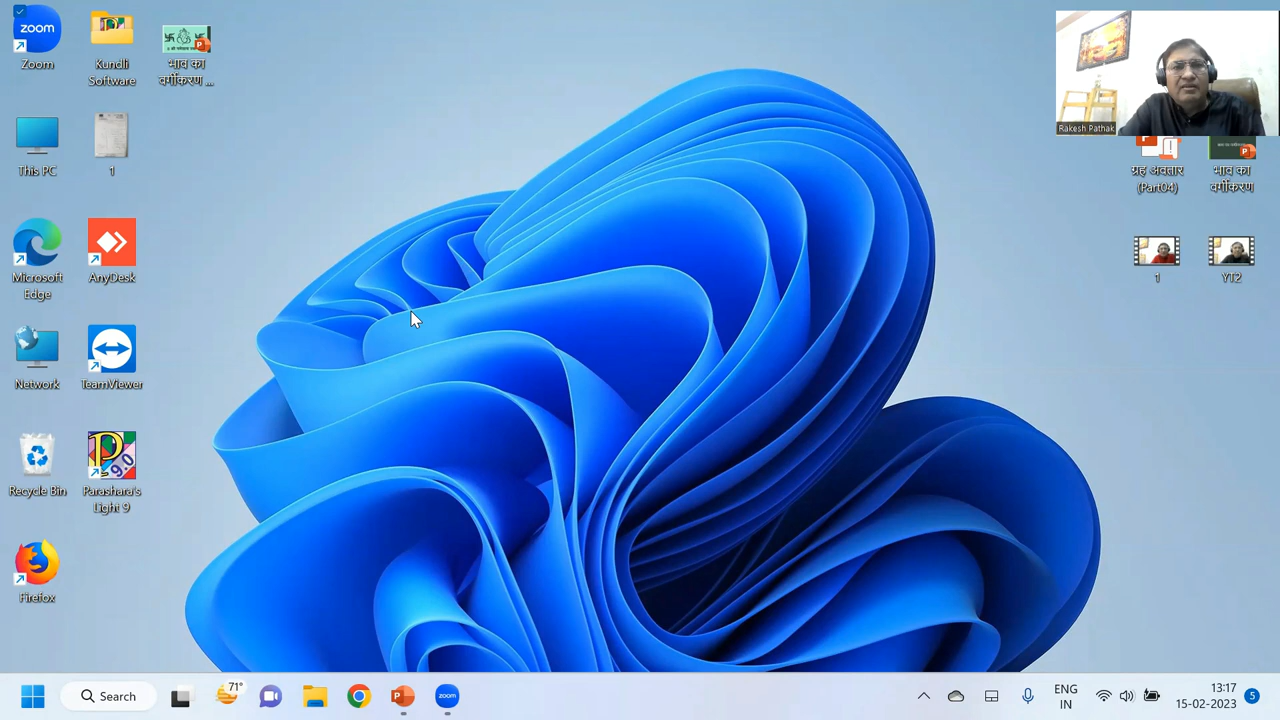 zoom
Zoom
Kundli
Software
भाव का
वर्गीकरण ...
This PC
1
Microsoft
Edge
AnyDesk
Network
TeamViewer
Recycle Bin
Parashara's
Light 9
Firefox
Rakesh Pathak
ग्रह अवतार
(Part04)
भाव का
वर्गीकरण
1
YT2
Search
71°
zoom
ENG
IN
13:17
15-02-2023
5